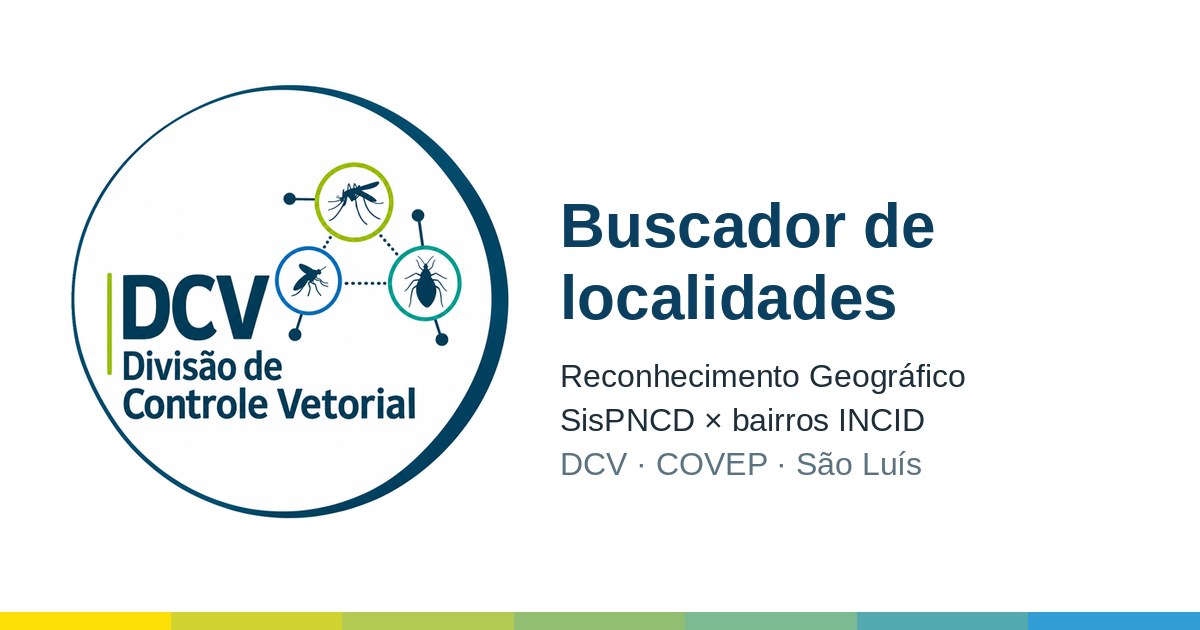 DCV
Divisão de
Controle Vetorial
Buscador de
localidades
Reconhecimento Geográfico
SisPNCD × bairros INCID
DCV · COVEP · São Luís